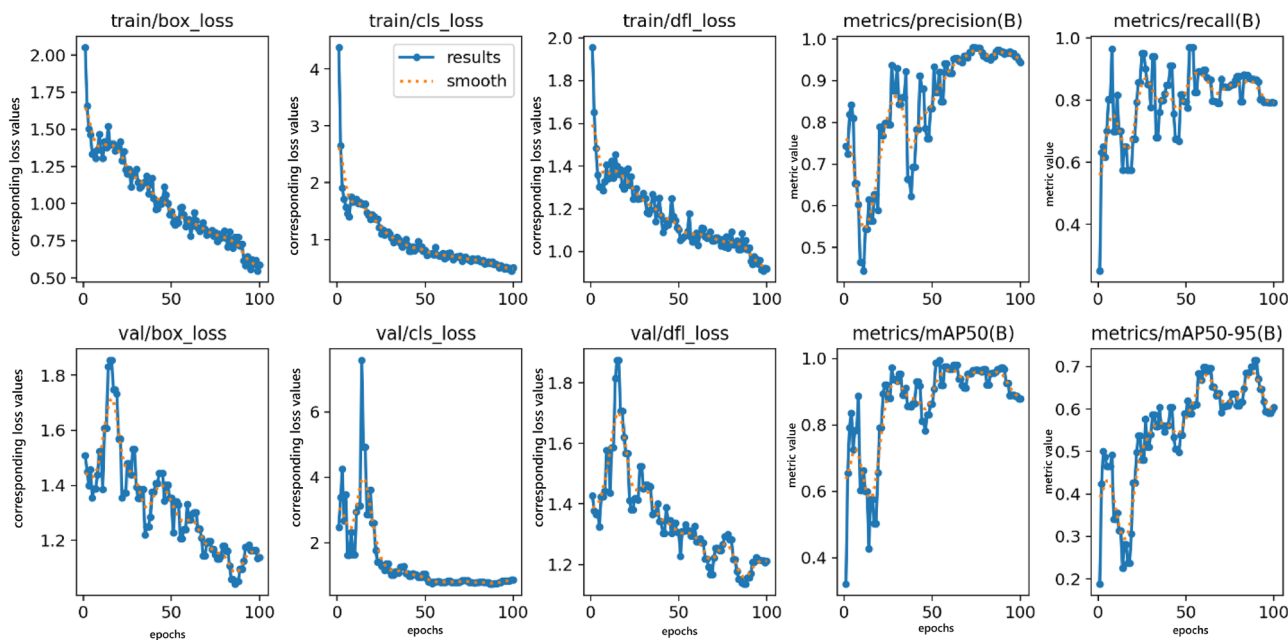 train/box_loss train/cls_loss train/dfl_loss metrics/precision(B) metrics/recall(B)
corresponding loss values
2.00
1.75
1.50
1.25
1.00
0.75
0.50
0 50 100
corresponding loss values
4
3
2
1
0 50 100
results
smooth
corresponding loss values
2.0
1.8
1.6
1.4
1.2
1.0
0 50 100
metric value
1.0
0.9
0.8
0.7
0.6
0.5
0 50 100
metric value
1.0
0.8
0.6
0.4
0 50 100
val/box_loss val/cls_loss val/dfl_loss metrics/mAP50(B) metrics/mAP50-95(B)
corresponding loss values
1.8
1.6
1.4
1.2
0 50 100
epochs
corresponding loss values
6
4
2
0 50 100
epochs
corresponding loss values
1.8
1.6
1.4
1.2
0 50 100
epochs
metric value
1.0
0.8
0.6
0.4
0 50 100
epochs
metric value
0.7
0.6
0.5
0.4
0.3
0.2
0 50 100
epochs